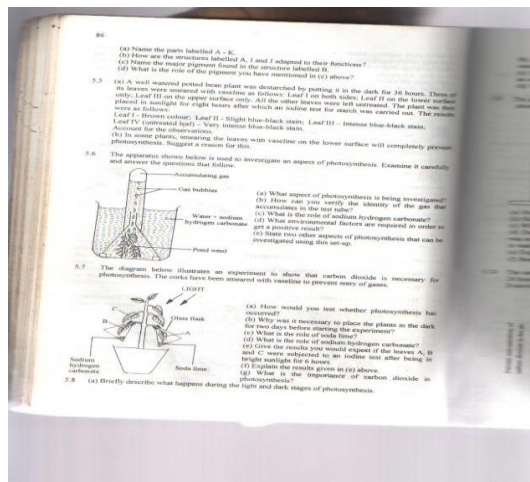 86
(a) Name the parts labelled A - K.
(b) How are the structures labelled A, I and J adapted to their functions?
(c) Name the major pigment found in the structure labelled B.
(d) What is the role of the pigment you have mentioned in (c) above?
5.5 (a) A well watered potted bean plant was destarched by putting it in the dark for 36 hours. Three of
its leaves were smeared with vaseline as follows: Leaf I on both sides; Leaf II on the lower surface
only; Leaf III on the upper surface only. All the other leaves were left untreated. The plant was then
placed in sunlight for eight hours after which an iodine test for starch was carried out. The results
were as follows:
Leaf I - Brown colour; Leaf II - Slight blue-black stain; Leaf III - intense blue-black stain;
Leaf IV (untreated leaf) - Very intense blue-black stain.
Account for the observations.
(b) In some plants, smearing the leaves with vaseline on the lower surface will completely prevent
photosynthesis. Suggest a reason for this.
5.6 The apparatus shown below is used to investigate an aspect of photosynthesis. Examine it carefully
and answer the questions that follow.
Accumulating gas
Gas bubbles
Water + sodium
hydrogen carbonate
Pond weed
(a) What aspect of photosynthesis is being investigated?
(b) How can you verify the identity of the gas that
accumulates in the test tube?
(c) What is the role of sodium hydrogen carbonate?
(d) What environmental factors are required in order to
get a positive result?
(e) State two other aspects of photosynthesis that can be
investigated using this set-up.
5.7 The diagram below illustrates an experiment to show that carbon dioxide is necessary for
photosynthesis. The corks have been smeared with vaseline to prevent entry of gases.
LIGHT
C
B
Glass flask
A
Sodium
hydrogen
carbonate
Soda lime
(a) How would you test whether photosynthesis has
occurred?
(b) Why was it necessary to place the plants in the dark
for two days before starting the experiment?
(c) What is the role of soda lime?
(d) What is the role of sodium hydrogen carbonate?
(e) Give the results you would expect if the leaves A, B
and C were subjected to an iodine test after being in
bright sunlight for 6 hours.
(f) Explain the results given in (e) above.
(g) What is the importance of carbon dioxide in
photosynthesis?
5.8 (a) Briefly describe what happens during the light and dark stages of photosynthesis.